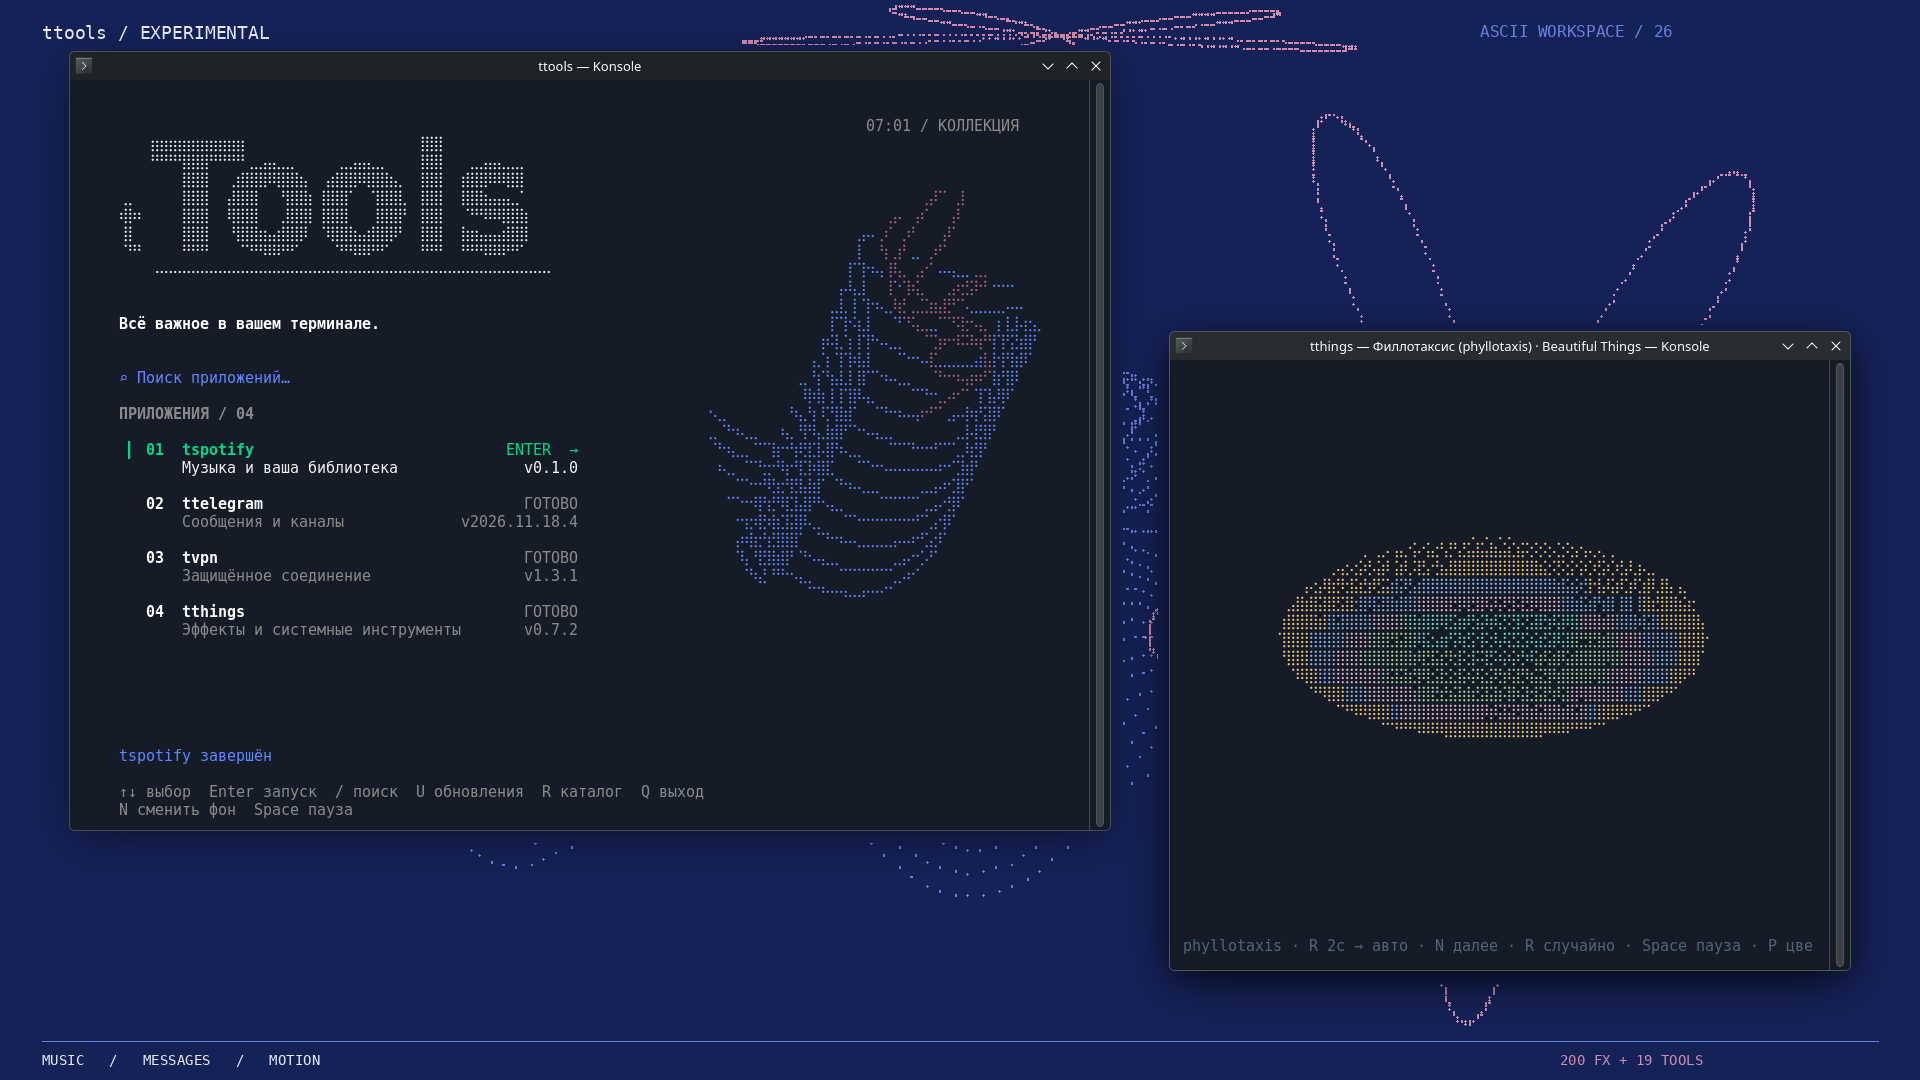 ttools / EXPERIMENTAL
ASCII WORKSPACE / 26
ttools — Konsole
07:01 / КОЛЛЕКЦИЯ
Tools
Всё важное в вашем терминале.
⌕ Поиск приложений…
ПРИЛОЖЕНИЯ / 04
01 tspotify ENTER →
Музыка и ваша библиотека v0.1.0
02 ttelegram ГОТОВО
Сообщения и каналы v2026.11.18.4
03 tvpn ГОТОВО
Защищённое соединение v1.3.1
04 tthings ГОТОВО
Эффекты и системные инструменты v0.7.2
tspotify завершён
↑↓ выбор Enter запуск / поиск U обновления R каталог Q выход
N сменить фон Space пауза
tthings — Филлотаксис (phyllotaxis) · Beautiful Things — Konsole
phyllotaxis · R 2с → авто · N далее · R случайно · Space пауза · P цве
MUSIC / MESSAGES / MOTION
200 FX + 19 TOOLS